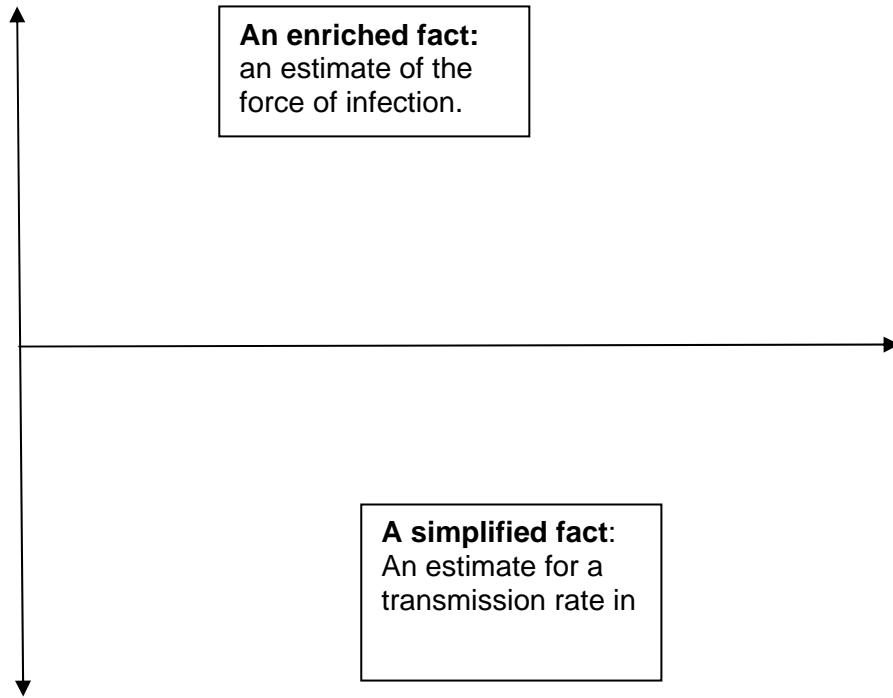 An enriched fact:
an estimate of the
force of infection.
A simplified fact:
An estimate for a
transmission rate in